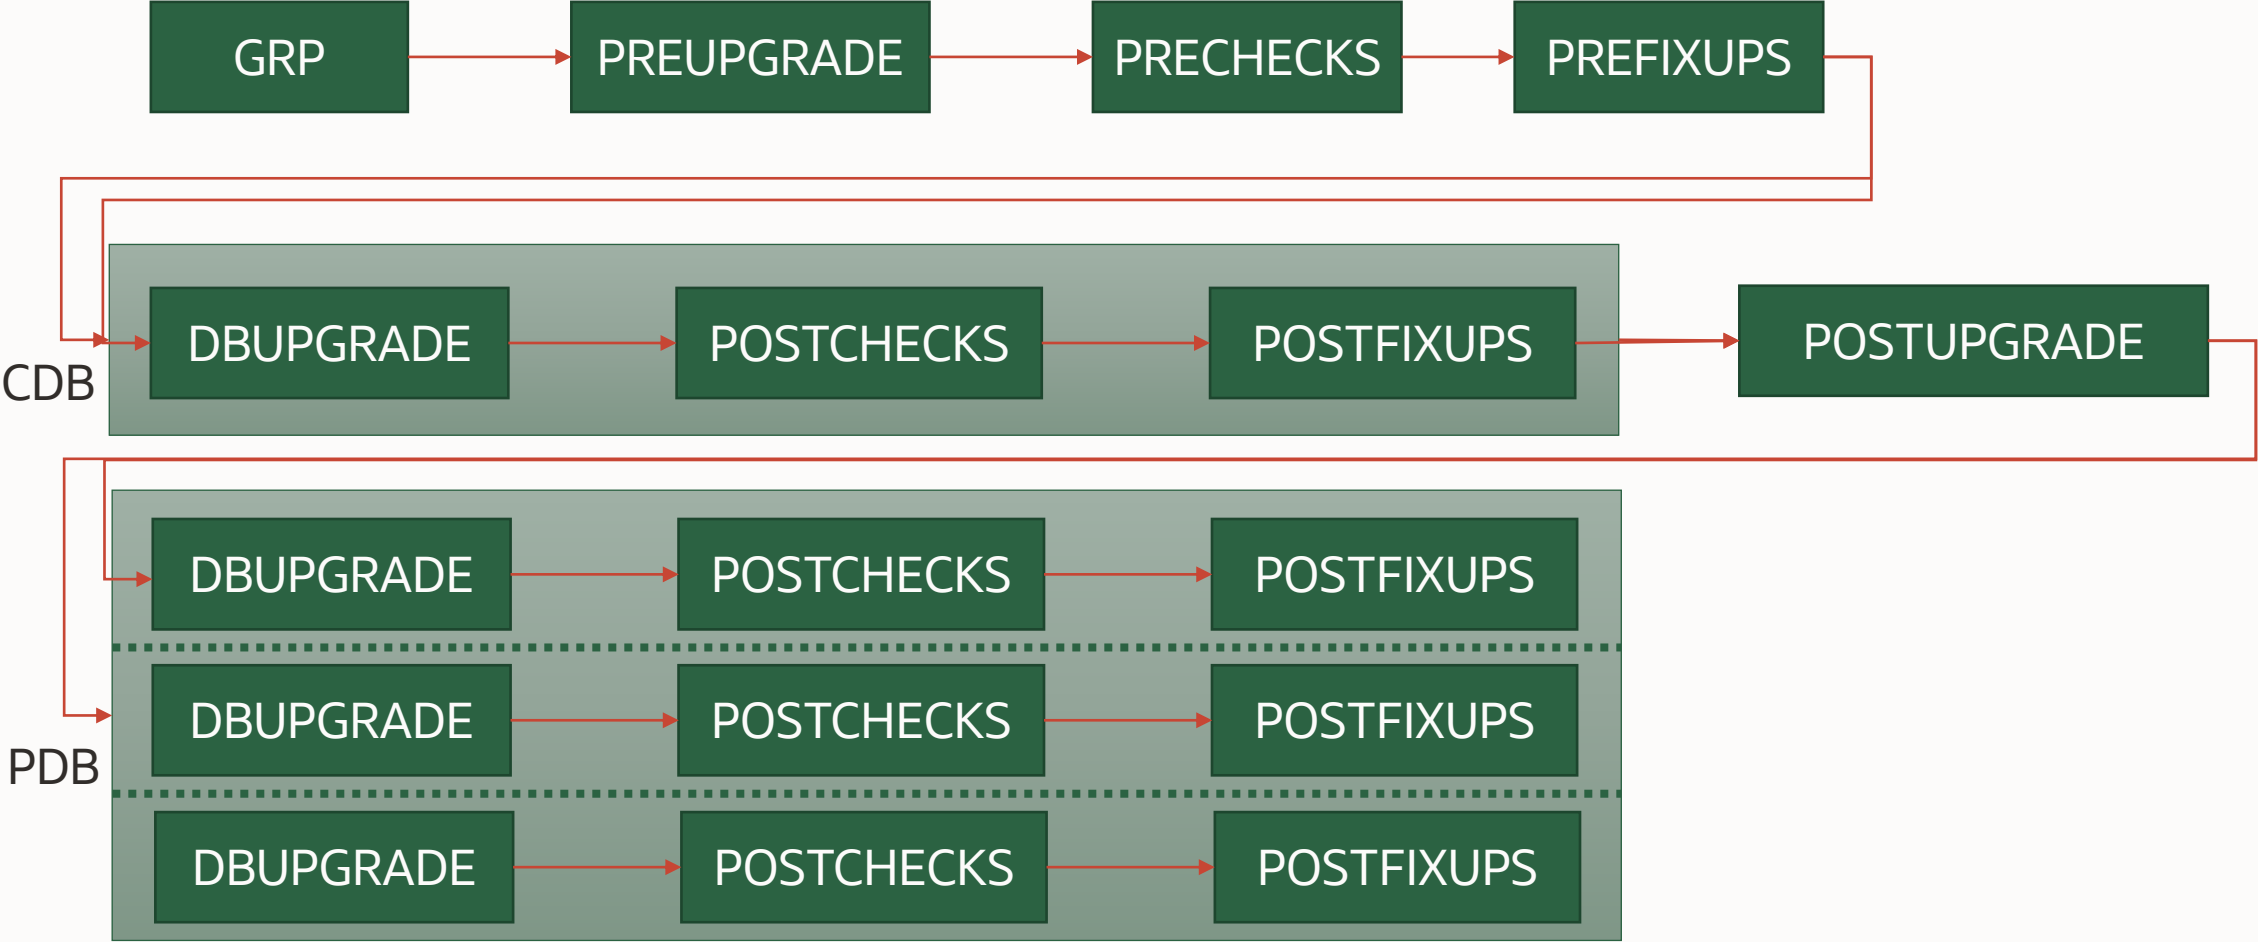 GRP
PREUPGRADE
PRECHECKS
PREFIXUPS
CDB
DBUPGRADE
POSTCHECKS
POSTFIXUPS
POSTUPGRADE
PDB
DBUPGRADE
POSTCHECKS
POSTFIXUPS
DBUPGRADE
POSTCHECKS
POSTFIXUPS
DBUPGRADE
POSTCHECKS
POSTFIXUPS